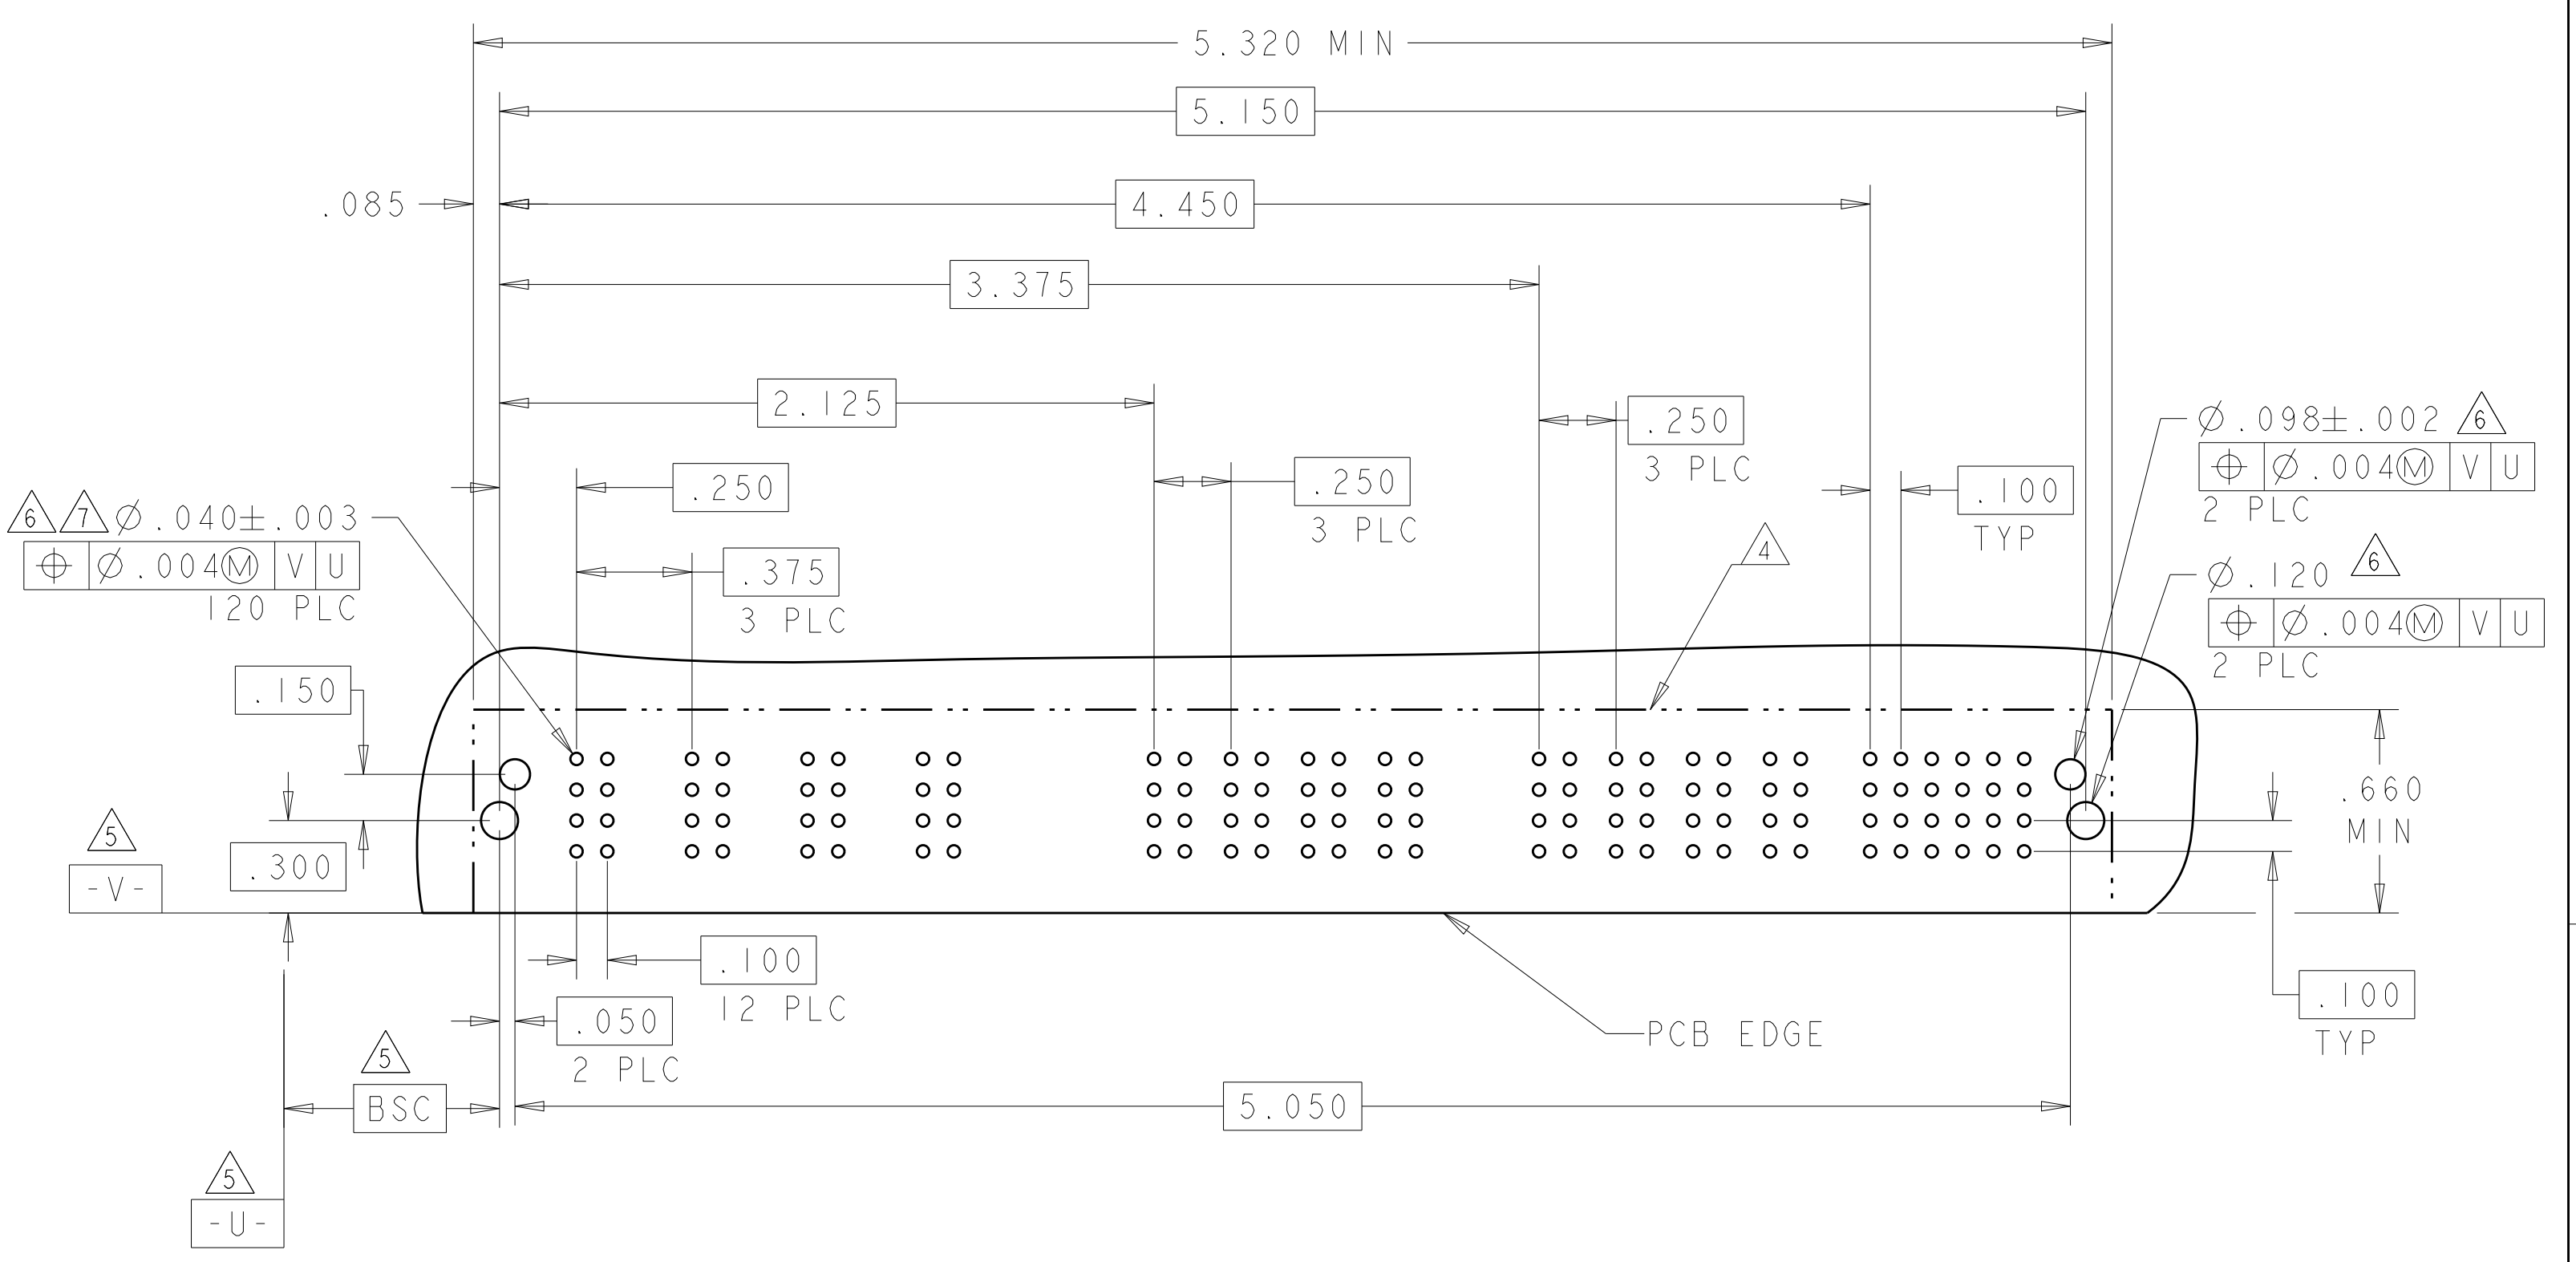 5.320 MIN
5.150
.085
4.450
3.375
2.125
.250
3 PLC
.250
3 PLC
.250
.100
TYP
Ø.098±.002 6
⌖ Ø.004Ⓜ V U
2 PLC
6 7 Ø.040±.003
⌖ Ø.004Ⓜ V U
120 PLC
.375
3 PLC
4
Ø.120 6
⌖ Ø.004Ⓜ V U
2 PLC
.150
.660
MIN
5
-V-
.300
.100
12 PLC
.050
2 PLC
PCB EDGE
.100
TYP
5
BSC
5.050
5
-U-